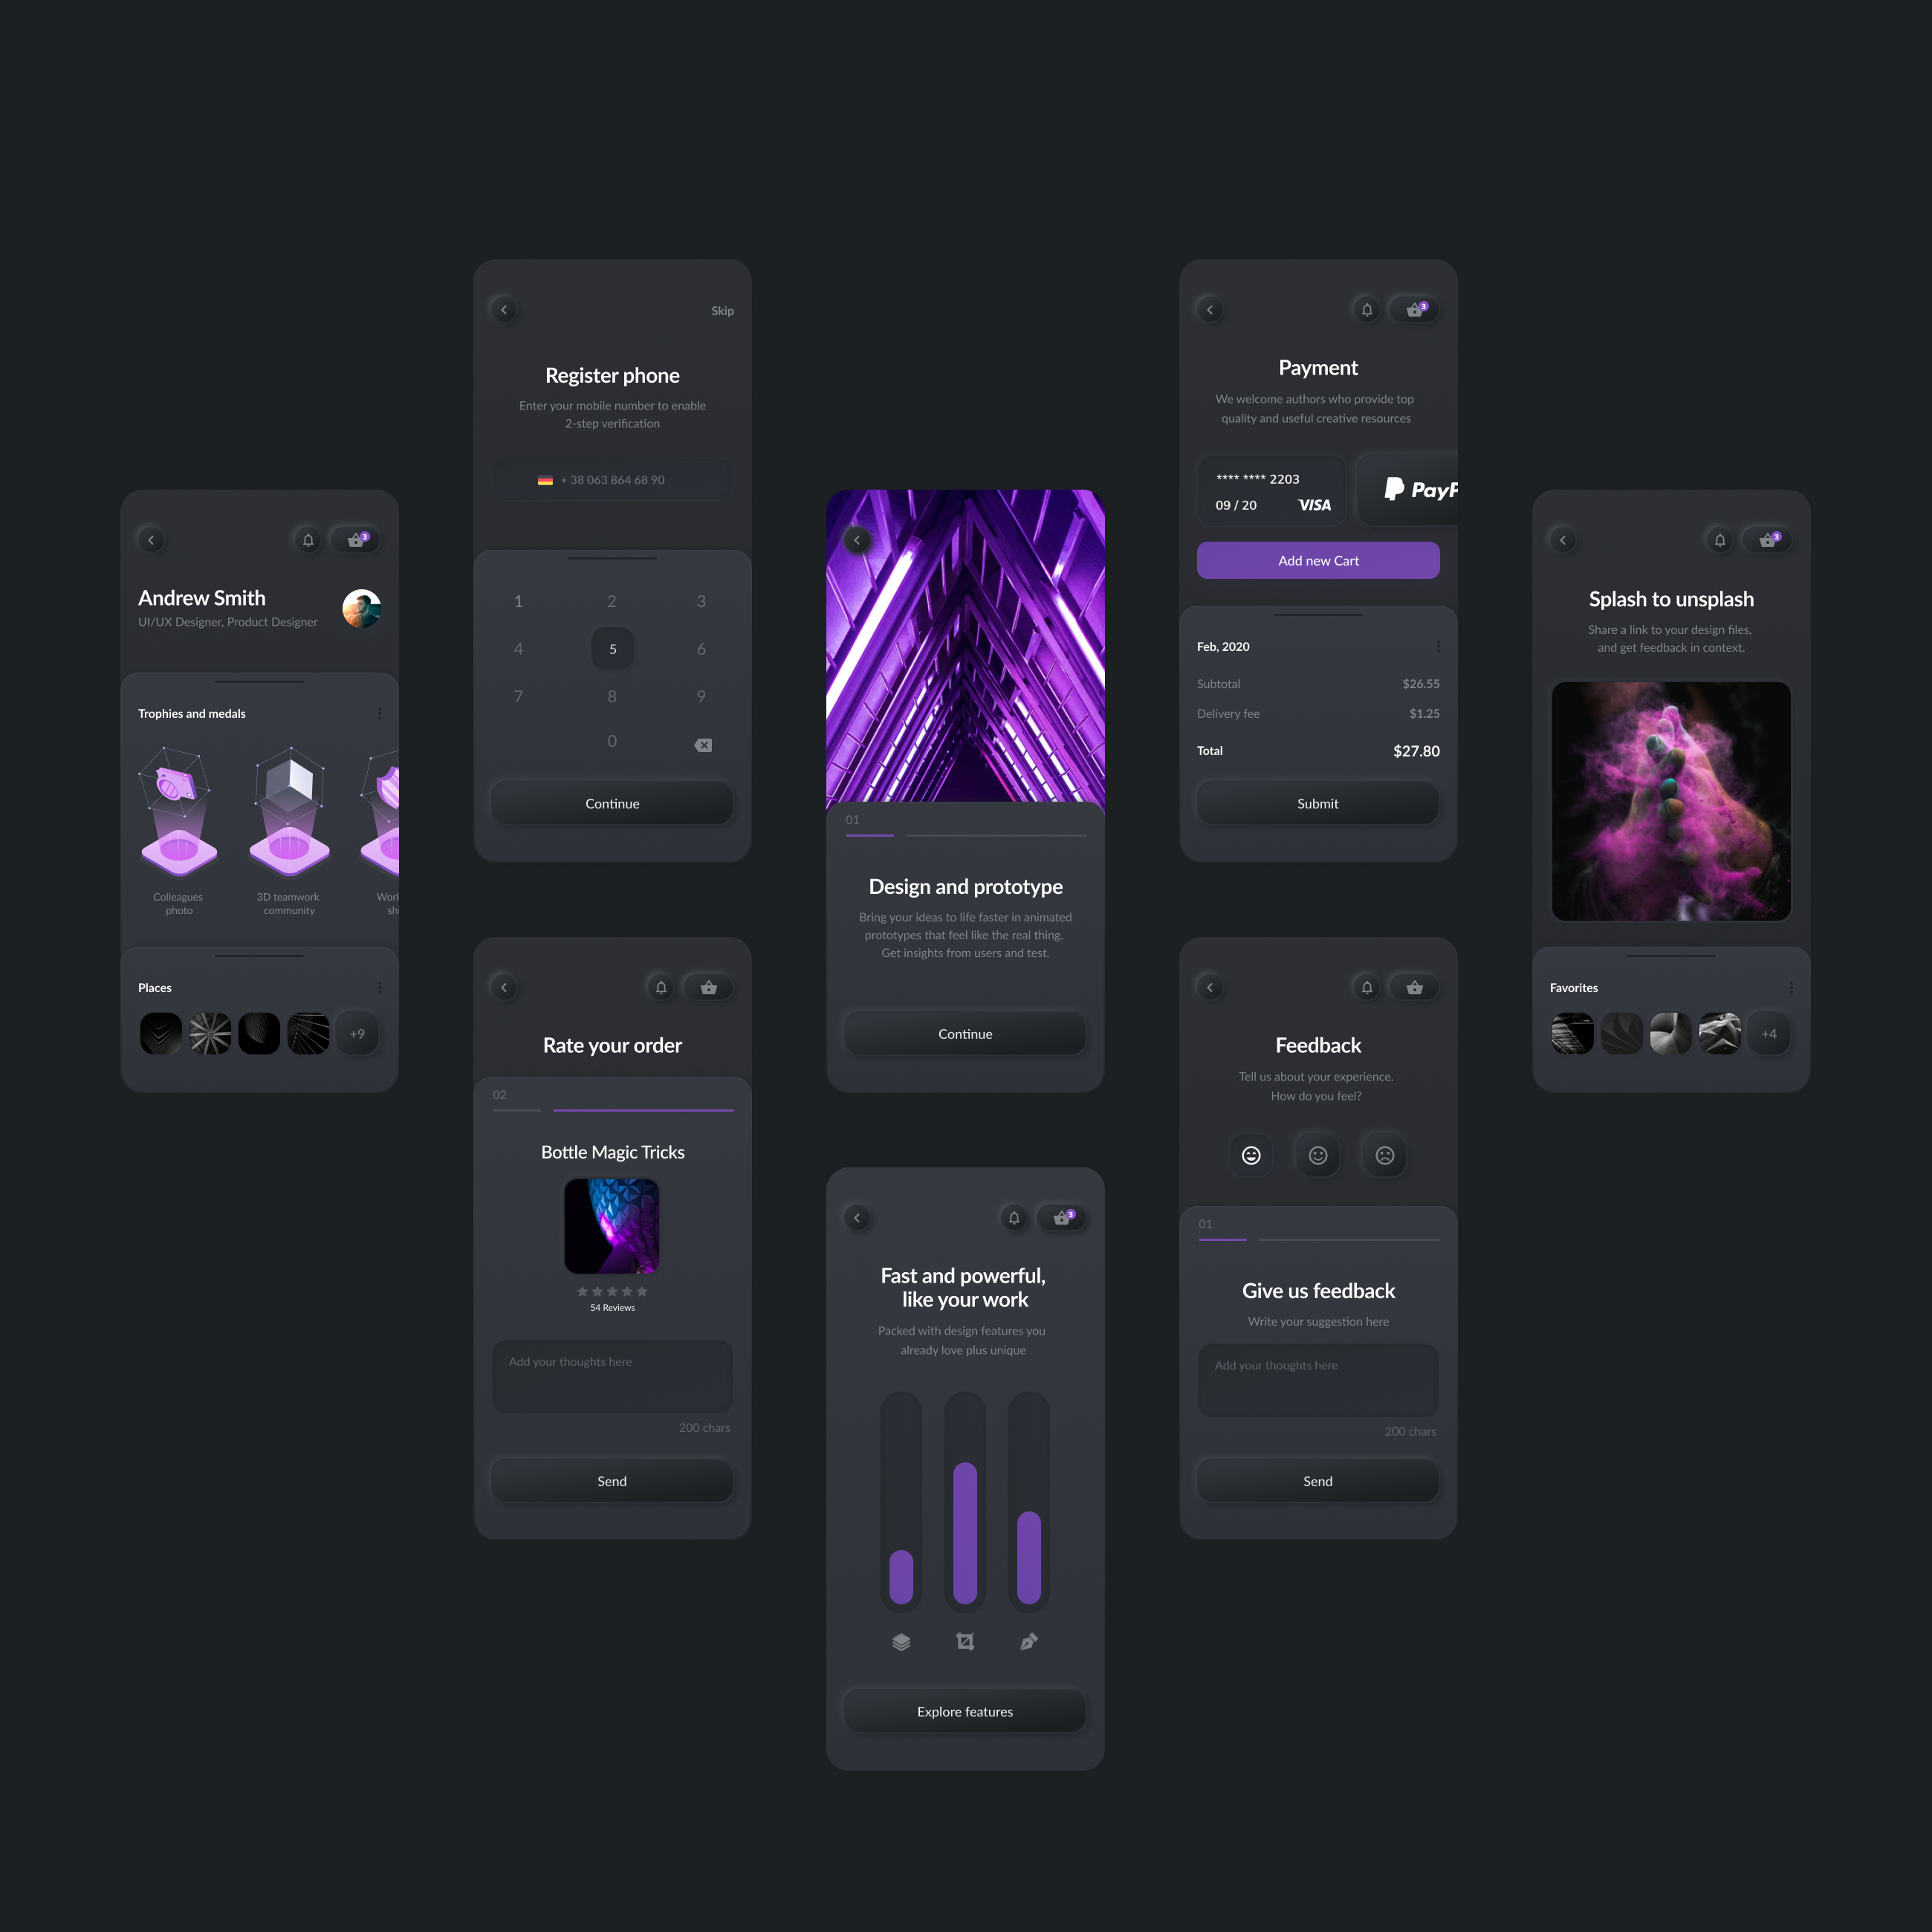 Andrew Smith
UI/UX Designer, Product Designer
3
Trophies and medals
Colleagues
photo
3D teamwork
community
Places
+9
Skip
Register phone
Enter your mobile number to enable
2-step verification
+ 38 063 864 68 90
1 2 3
4 5 6
7 8 9
0
Continue
Rate your order
02
Bottle Magic Tricks
54 Reviews
Add your thoughts here
200 chars
Send
01
Design and prototype
Bring your ideas to life faster in animated
prototypes that feel like the real thing.
Get insights from users and test.
Continue
3
Fast and powerful,
like your work
Packed with design features you
already love plus unique
Explore features
3
Payment
We welcome authors who provide top
quality and useful creative resources
**** **** 2203
09 / 20 VISA
PayP
Add new Cart
Feb, 2020
Subtotal $26.55
Delivery fee $1.25
Total $27.80
Submit
Feedback
Tell us about your experience.
How do you feel?
01
Give us feedback
Write your suggestion here
Add your thoughts here
200 chars
Send
3
Splash to unsplash
Share a link to your design files,
and get feedback in context.
Favorites
+4